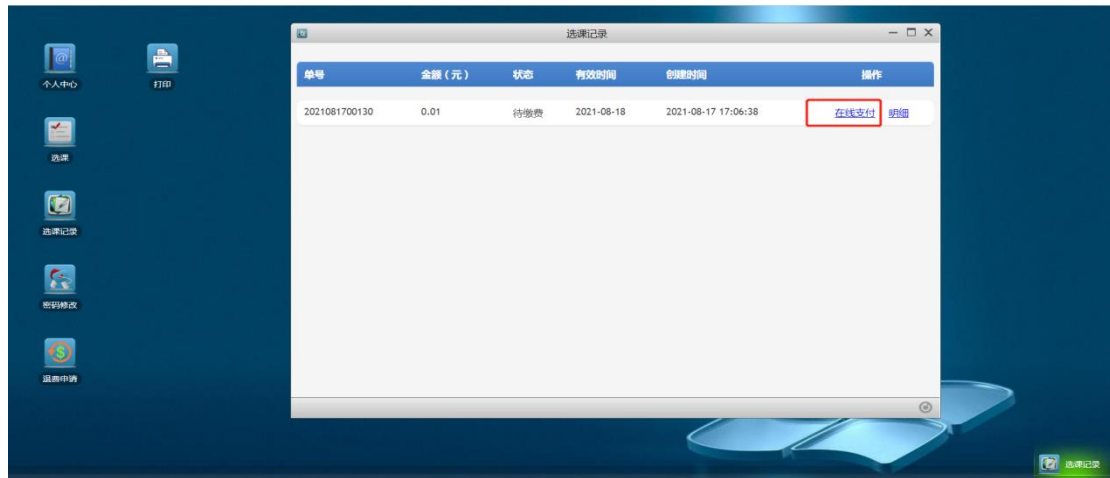 选课记录
单号 金额（元） 状态 有效时间 创建时间 操作
2021081700130 0.01 待缴费 2021-08-18 2021-08-17 17:06:38 在线支付 明细
个人中心 打印
选课
选课记录
密码修改
退费申请
选课记录